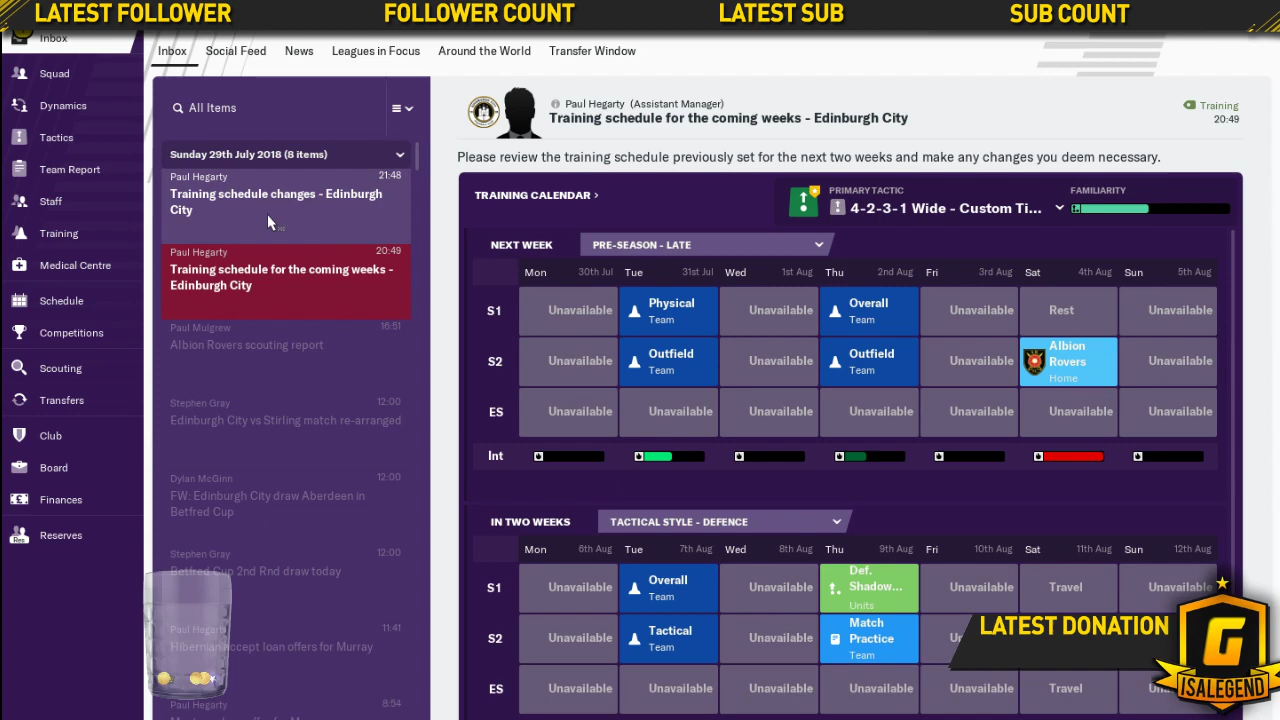 LATEST FOLLOWER FOLLOWER COUNT LATEST SUB SUB COUNT
Inbox
Squad
Dynamics
Tactics
Team Report
Staff
Training
Medical Centre
Schedule
Competitions
Scouting
Transfers
Club
Board
Finances
Reserves
Inbox Social Feed News Leagues in Focus Around the World Transfer Window
All Items
Sunday 29th July 2018 (8 items)
Paul Hegarty 21:48
Training schedule changes - Edinburgh
City
Paul Hegarty 20:49
Training schedule for the coming weeks -
Edinburgh City
Paul Mulgrew 16:51
Albion Rovers scouting report
Stephen Gray 12:00
Edinburgh City vs Stirling match re-arranged
Dylan McGinn 12:00
FW: Edinburgh City draw Aberdeen in
Betfred Cup
Stephen Gray 12:00
Betfred Cup 2nd Rnd draw today
Paul Hegarty 11:41
Hibernian accept loan offers for Murray
Paul Hegarty 8:54
Paul Hegarty (Assistant Manager)
Training schedule for the coming weeks - Edinburgh City
Training
20:49
Please review the training schedule previously set for the next two weeks and make any changes you deem necessary.
TRAINING CALENDAR >
PRIMARY TACTIC
4-2-3-1 Wide - Custom Ti...
FAMILIARITY
NEXT WEEK PRE-SEASON - LATE
Mon 30th Jul Tue 31st Jul Wed 1st Aug Thu 2nd Aug Fri 3rd Aug Sat 4th Aug Sun 5th Aug
S1 Unavailable Physical Team Unavailable Overall Team Unavailable Rest Unavailable
S2 Unavailable Outfield Team Unavailable Outfield Team Unavailable Albion Rovers Home Unavailable
ES Unavailable Unavailable Unavailable Unavailable Unavailable Unavailable Unavailable
Int
IN TWO WEEKS TACTICAL STYLE - DEFENCE
Mon 6th Aug Tue 7th Aug Wed 8th Aug Thu 9th Aug Fri 10th Aug Sat 11th Aug Sun 12th Aug
S1 Unavailable Overall Team Unavailable Def. Shadow... Units Unavailable Travel Unavailable
S2 Unavailable Tactical Team Unavailable Match Practice Team
ES Unavailable Unavailable Unavailable Unavailable Unavailable Travel
LATEST DONATION
G
ISALEGEND